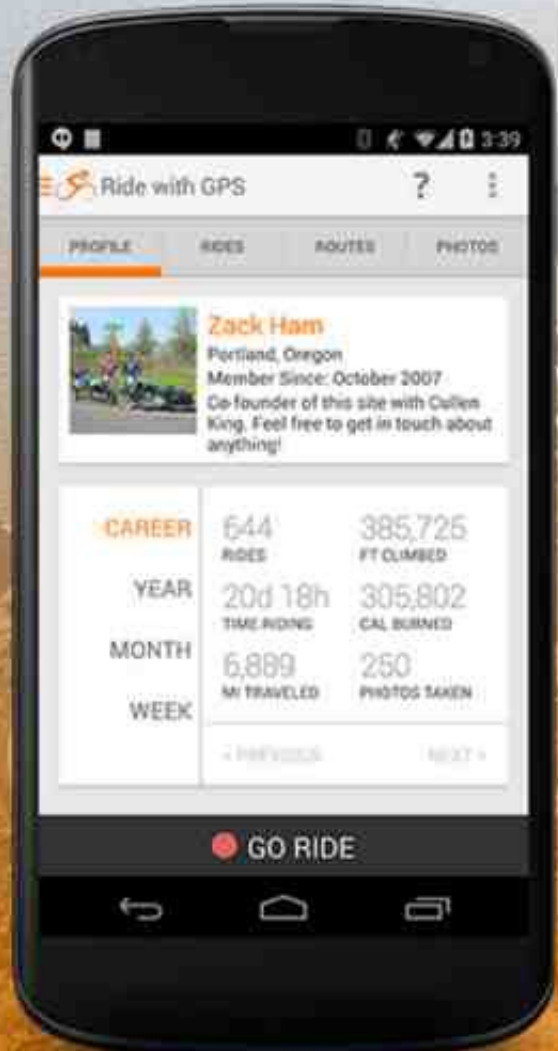 3:39
Ride with GPS ?
PROFILE RIDES ROUTES PHOTOS
Zack Ham
Portland, Oregon
Member Since: October 2007
Co-founder of this site with Cullen
King. Feel free to get in touch about
anything!
CAREER
YEAR
MONTH
WEEK
644 385,725
RIDES FT CLIMBED
20d 18h 305,802
TIME RIDING CAL BURNED
6,889 250
MI TRAVELED PHOTOS TAKEN
< PREVIOUS NEXT >
GO RIDE